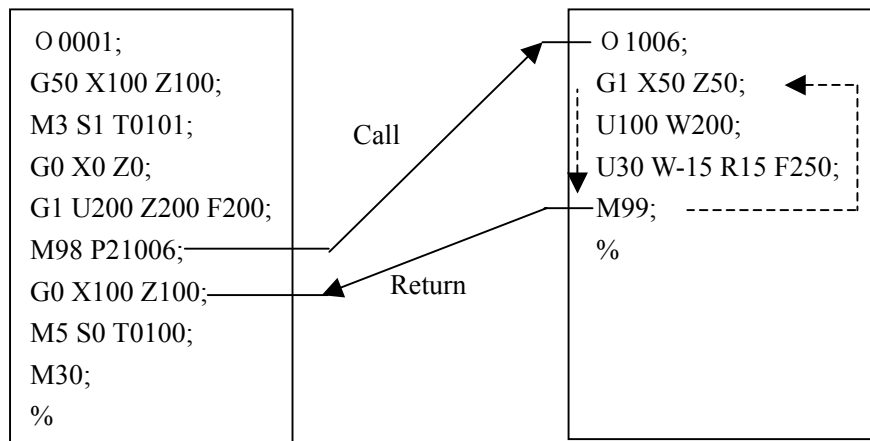 O 0001;
G50 X100 Z100;
M3 S1 T0101;
G0 X0 Z0;
G1 U200 Z200 F200;
M98 P21006;
G0 X100 Z100;
M5 S0 T0100;
M30;
%
Call
Return
O 1006;
G1 X50 Z50;
U100 W200;
U30 W-15 R15 F250;
M99;
%